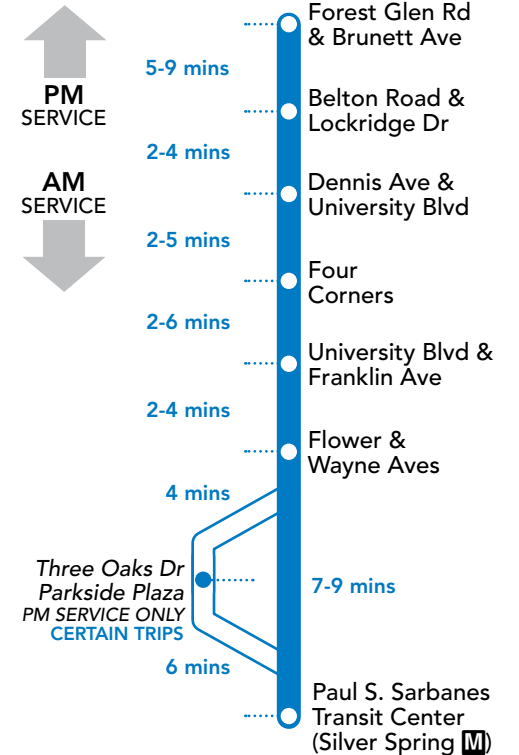 Forest Glen Rd
& Brunett Ave
5-9 mins
PM
SERVICE
Belton Road &
Lockridge Dr
2-4 mins
AM
SERVICE
Dennis Ave &
University Blvd
2-5 mins
Four
Corners
2-6 mins
University Blvd &
Franklin Ave
2-4 mins
Flower &
Wayne Aves
4 mins
Three Oaks Dr
Parkside Plaza
PM SERVICE ONLY
CERTAIN TRIPS
7-9 mins
6 mins
Paul S. Sarbanes
Transit Center
(Silver Spring M)